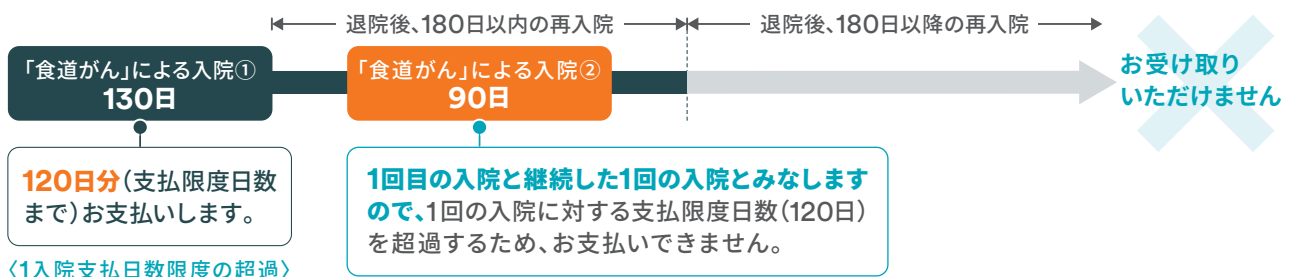 退院後、180日以内の再入院
退院後、180日以降の再入院
「食道がん」による入院①
130日
「食道がん」による入院②
90日
お受け取り
いただけません
120日分(支払限度日数
まで)お支払いします。
1回目の入院と継続した1回の入院とみなします
ので、1回の入院に対する支払限度日数(120日)
を超過するため、お支払いできません。
〈1入院支払日数限度の超過〉